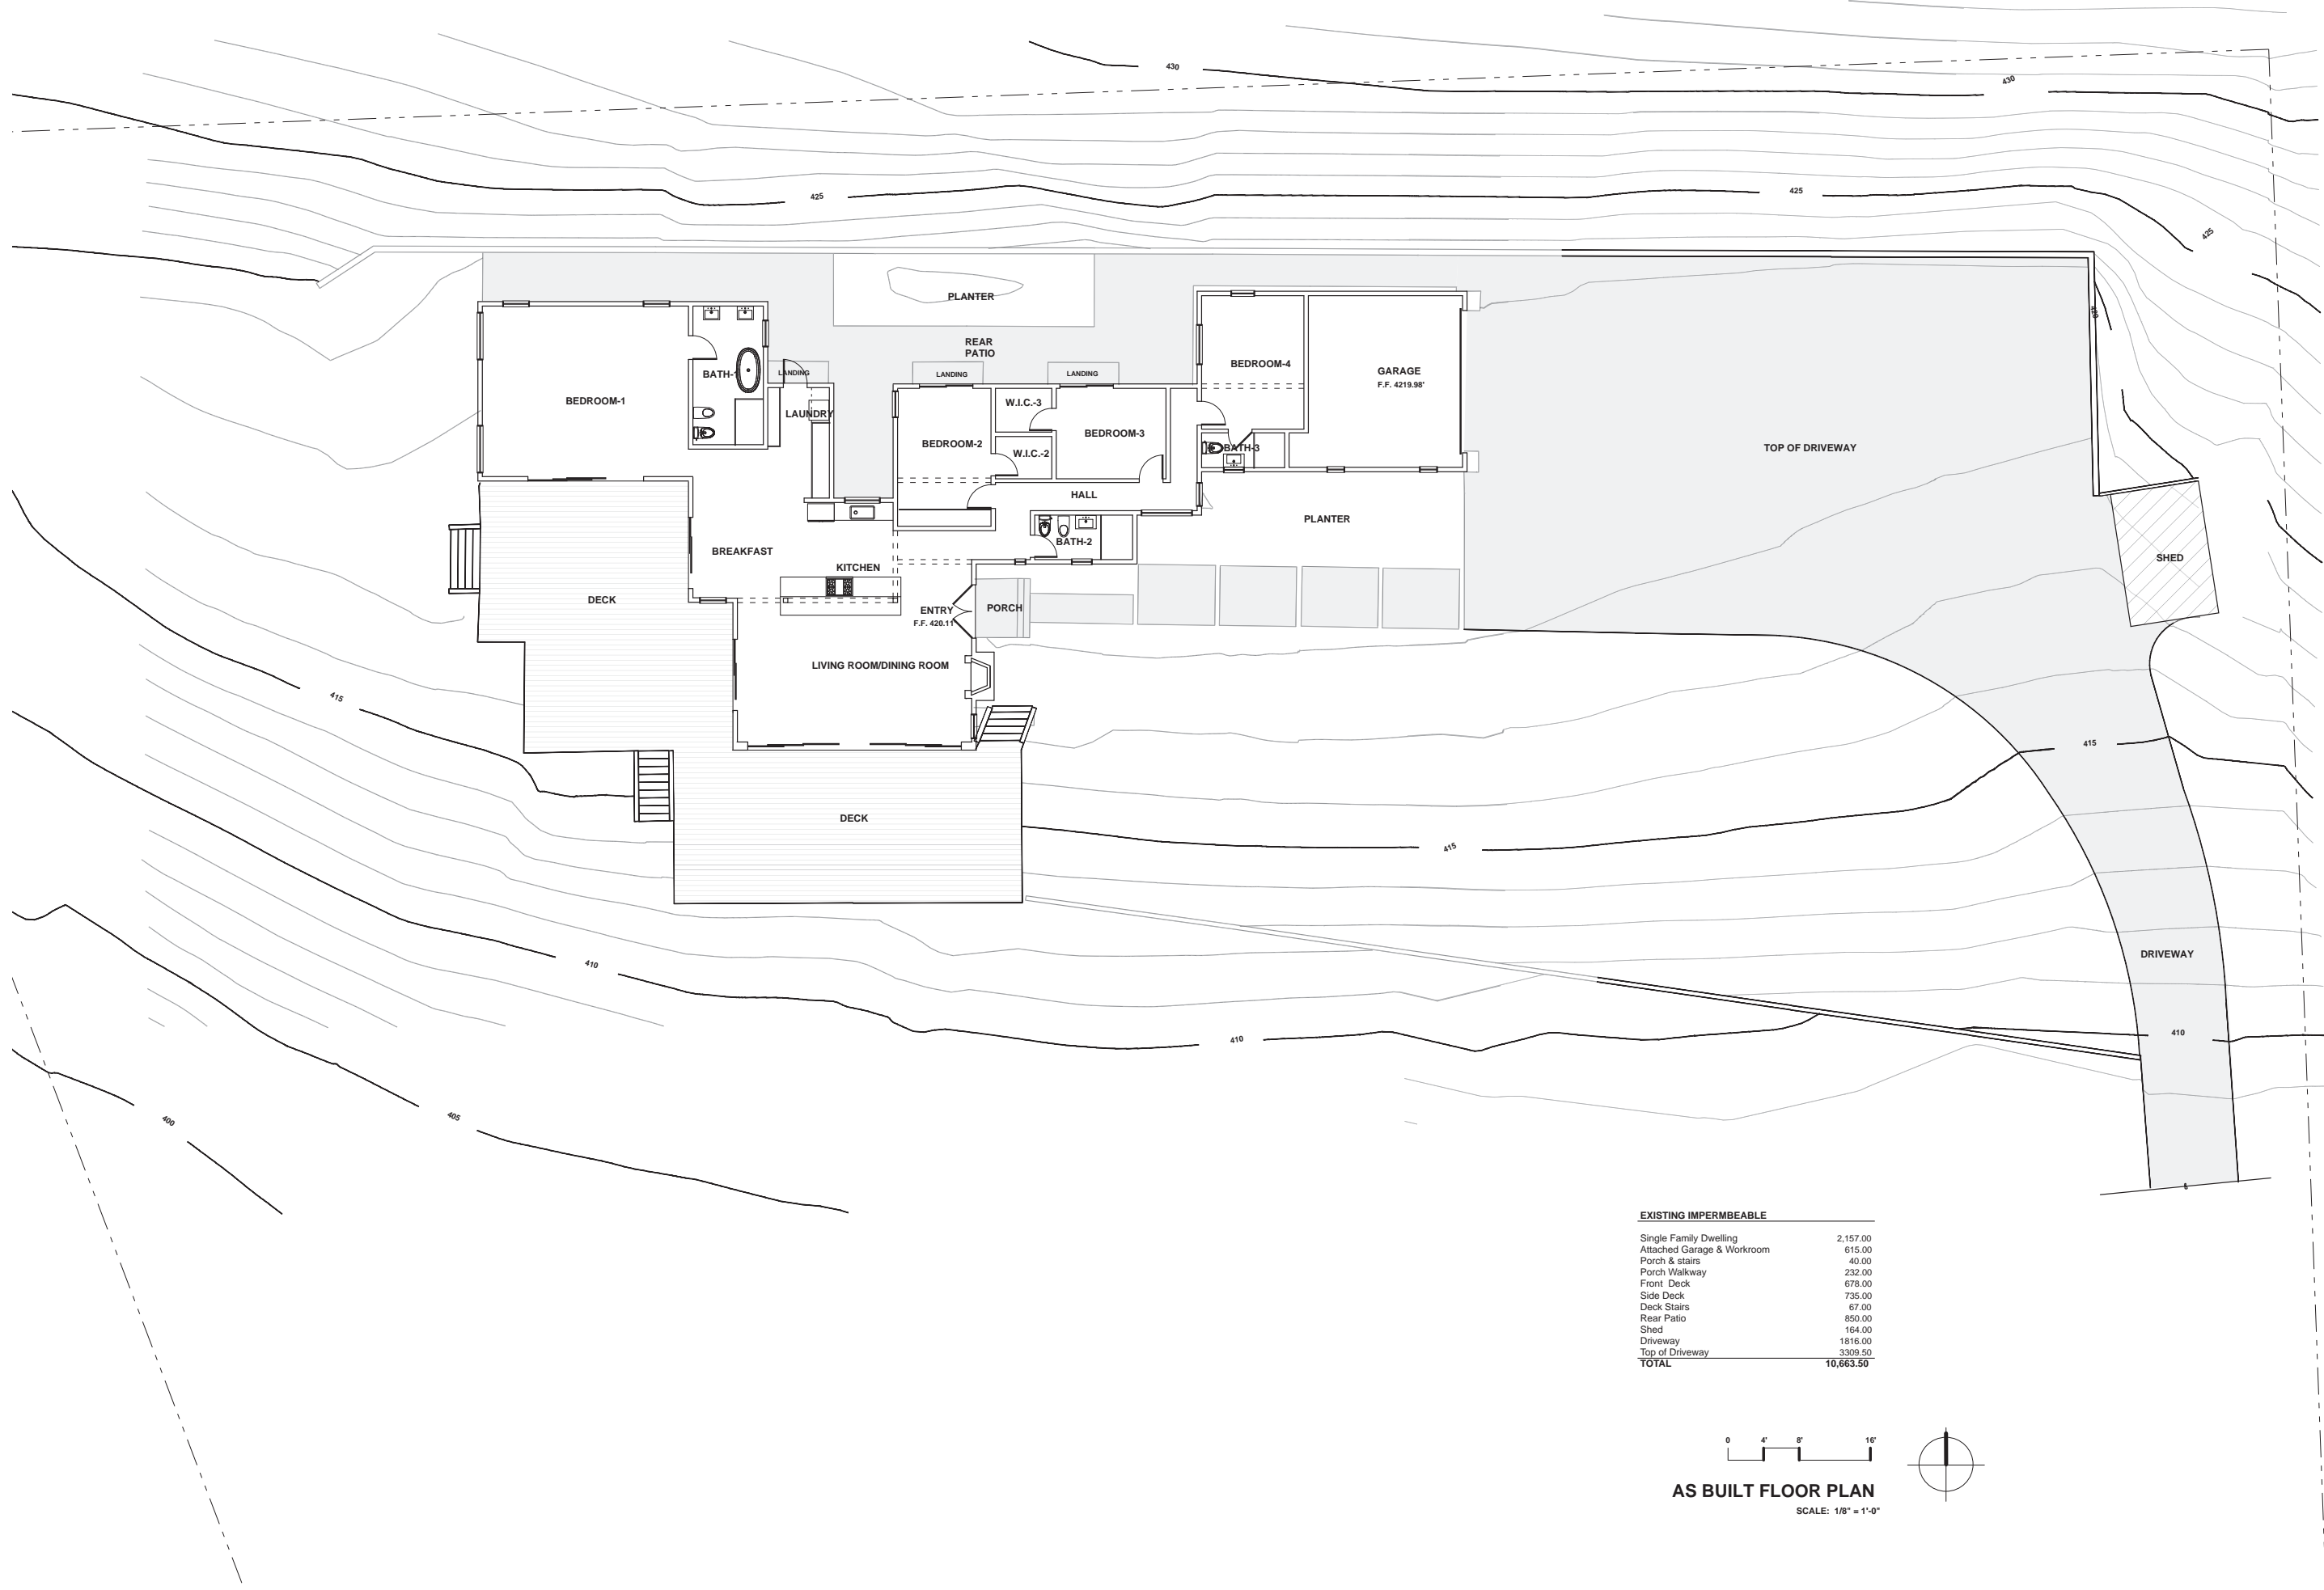 430
430
425
425
425
420
PLANTER
REAR
PATIO
LANDING
LANDING
LANDING
BEDROOM-4
GARAGE
F.F. 4219.98'
BATH-1
BEDROOM-1
W.I.C.-3
LAUNDRY
BEDROOM-2
BEDROOM-3
W.I.C.-2
BATH-3
TOP OF DRIVEWAY
HALL
PLANTER
BATH-2
BREAKFAST
KITCHEN
SHED
DECK
ENTRY
F.F. 420.11'
PORCH
LIVING ROOM/DINING ROOM
415
415
DECK
415
DRIVEWAY
410
410
410
405
400
EXISTING IMPERMBEABLE
Single Family Dwelling 2,157.00
Attached Garage & Workroom 615.00
Porch & stairs 40.00
Porch Walkway 232.00
Front Deck 678.00
Side Deck 735.00
Deck Stairs 67.00
Rear Patio 850.00
Shed 164.00
Driveway 1816.00
Top of Driveway 3309.50
TOTAL 10,663.50
0 4' 8' 16'
AS BUILT FLOOR PLAN
SCALE: 1/8" = 1'-0"